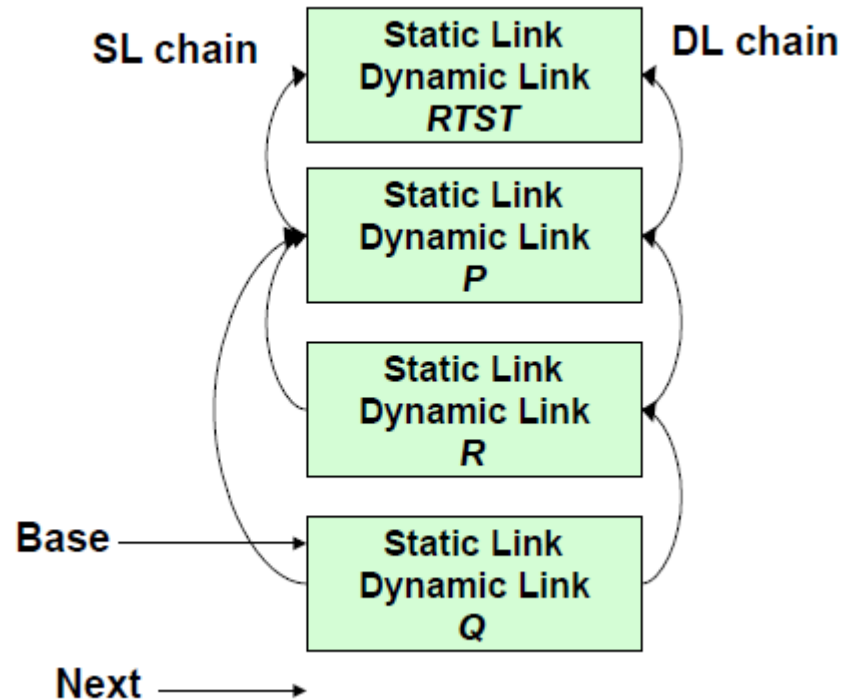 SL chain
DL chain
Static Link
Dynamic Link
RTST
Static Link
Dynamic Link
P
Static Link
Dynamic Link
R
Base
Static Link
Dynamic Link
Q
Next